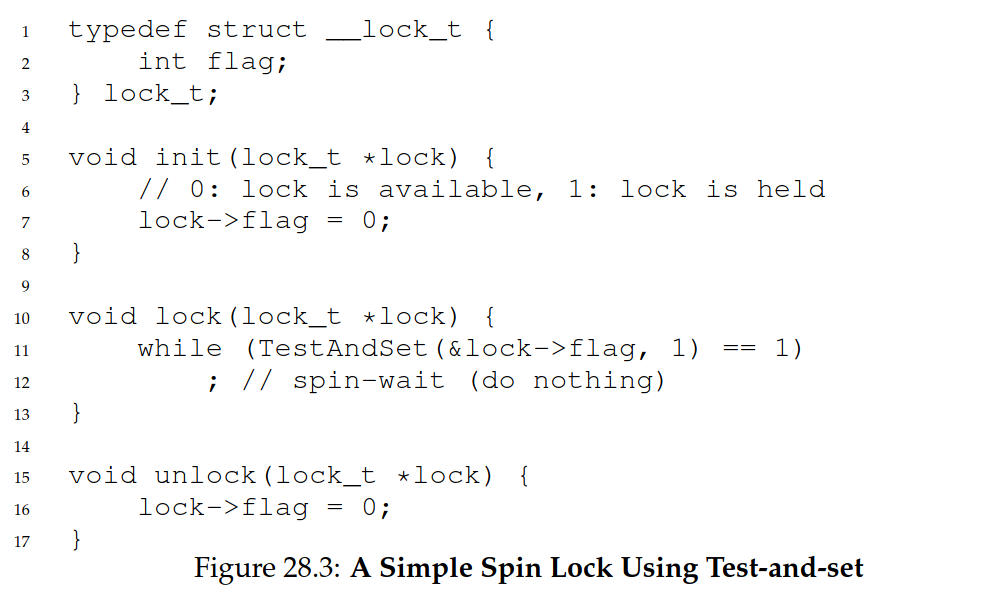 1 typedef struct __lock_t {
2 int flag;
3 } lock_t;
4
5 void init(lock_t *lock) {
6 // 0: lock is available, 1: lock is held
7 lock->flag = 0;
8 }
9
10 void lock(lock_t *lock) {
11 while (TestAndSet(&lock->flag, 1) == 1)
12 ; // spin-wait (do nothing)
13 }
14
15 void unlock(lock_t *lock) {
16 lock->flag = 0;
17 }
Figure 28.3: A Simple Spin Lock Using Test-and-set